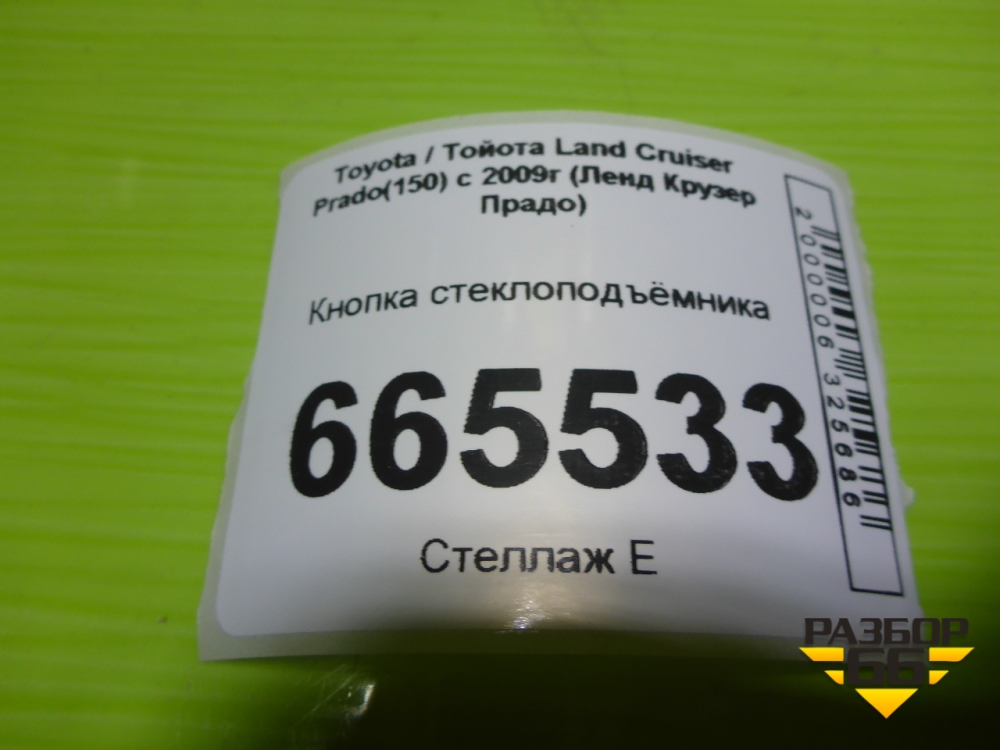 Toyota / Тойота Land Cruiser
Prado(150) с 2009г (Ленд Крузер
Прадо)
Кнопка стеклоподъёмника
665533
Стеллаж Е
2000006325686
РАЗБОР
66